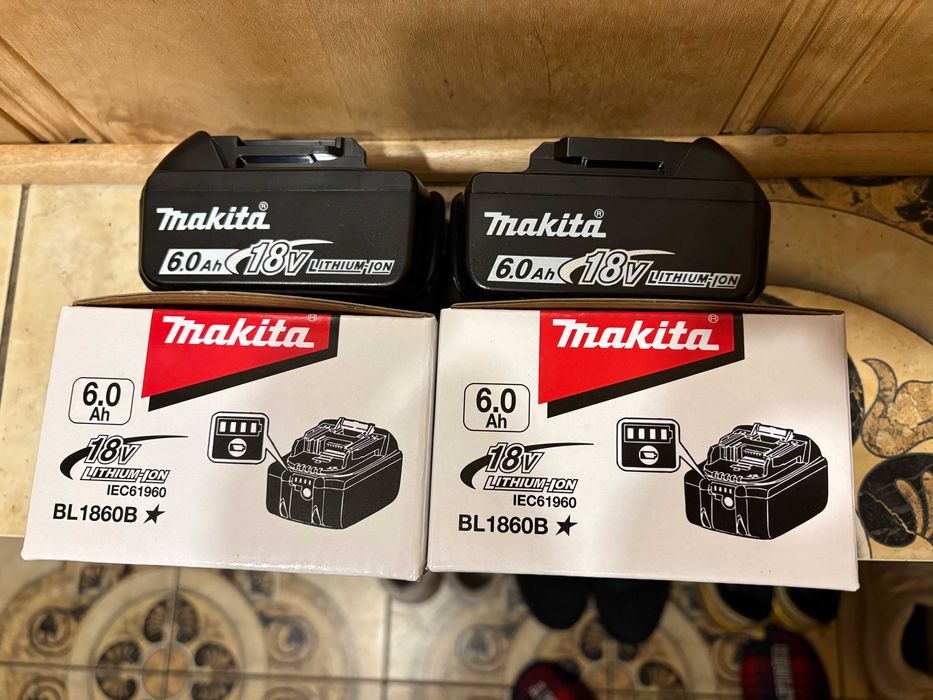 makita®
6.0Ah 18V LITHIUM-ION
makita®
6.0Ah 18V LITHIUM-ION
makita®
6.0
Ah
18V
LITHIUM-ION
IEC61960
BL1860B ★
makita®
6.0
Ah
18V
LITHIUM-ION
IEC61960
BL1860B ★